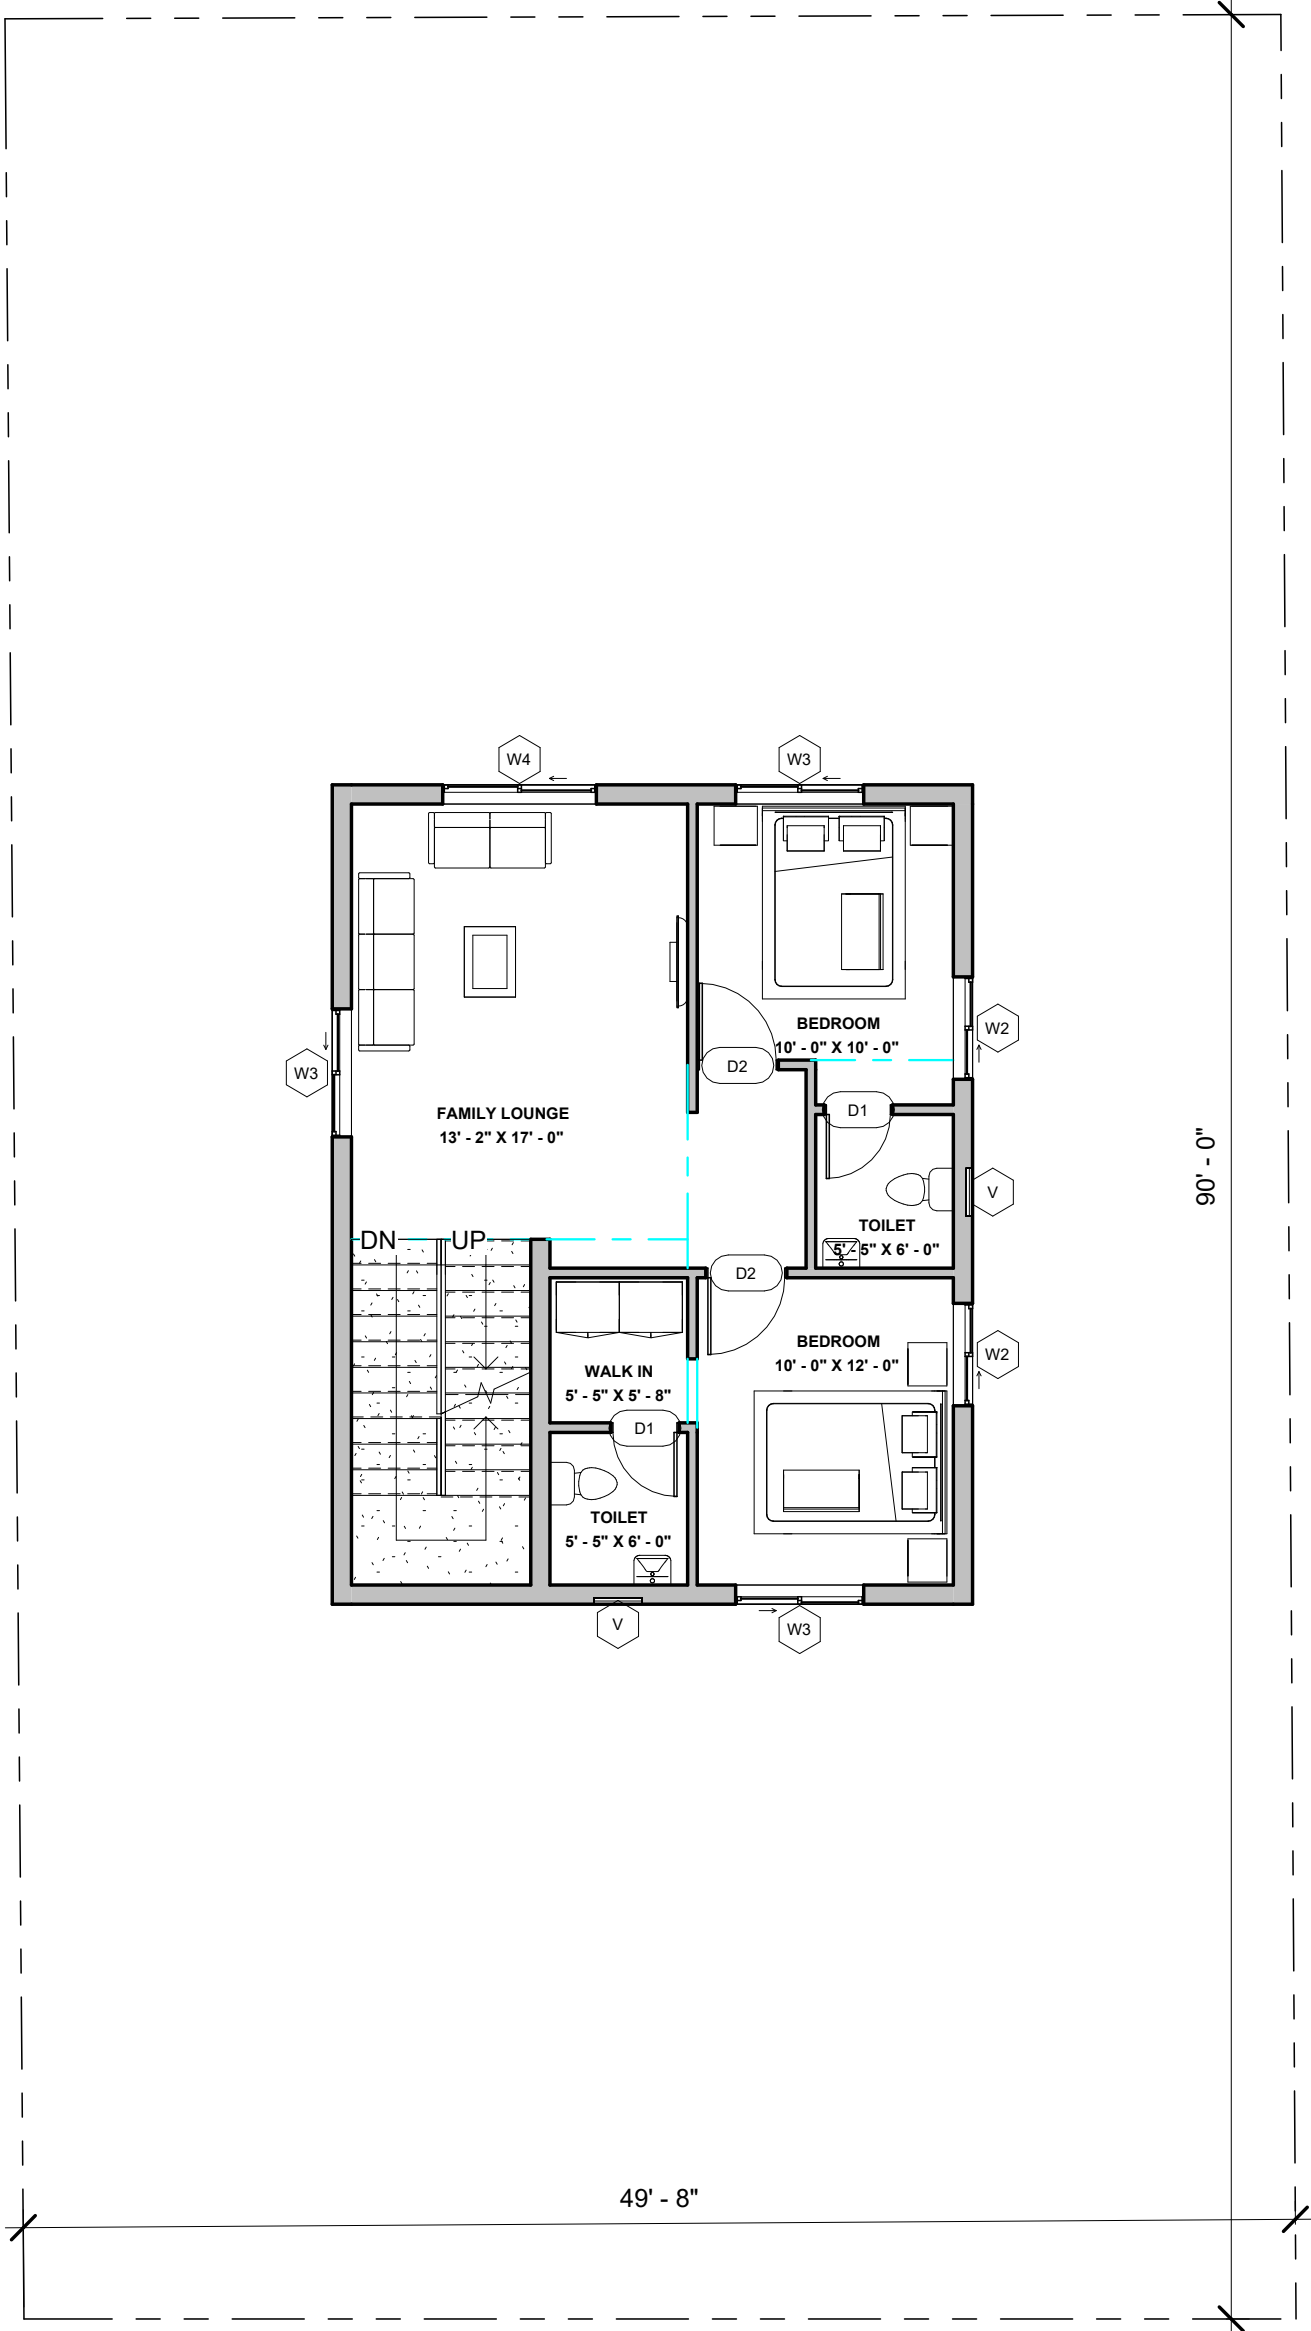 W4
W3
BEDROOM
10' - 0" X 10' - 0"
W2
W3
D2
FAMILY LOUNGE
13' - 2" X 17' - 0"
D1
90' - 0"
V
TOILET
5' - 5" X 6' - 0"
DN
UP
D2
BEDROOM
10' - 0" X 12' - 0"
W2
WALK IN
5' - 5" X 5' - 8"
D1
TOILET
5' - 5" X 6' - 0"
V
W3
49' - 8"